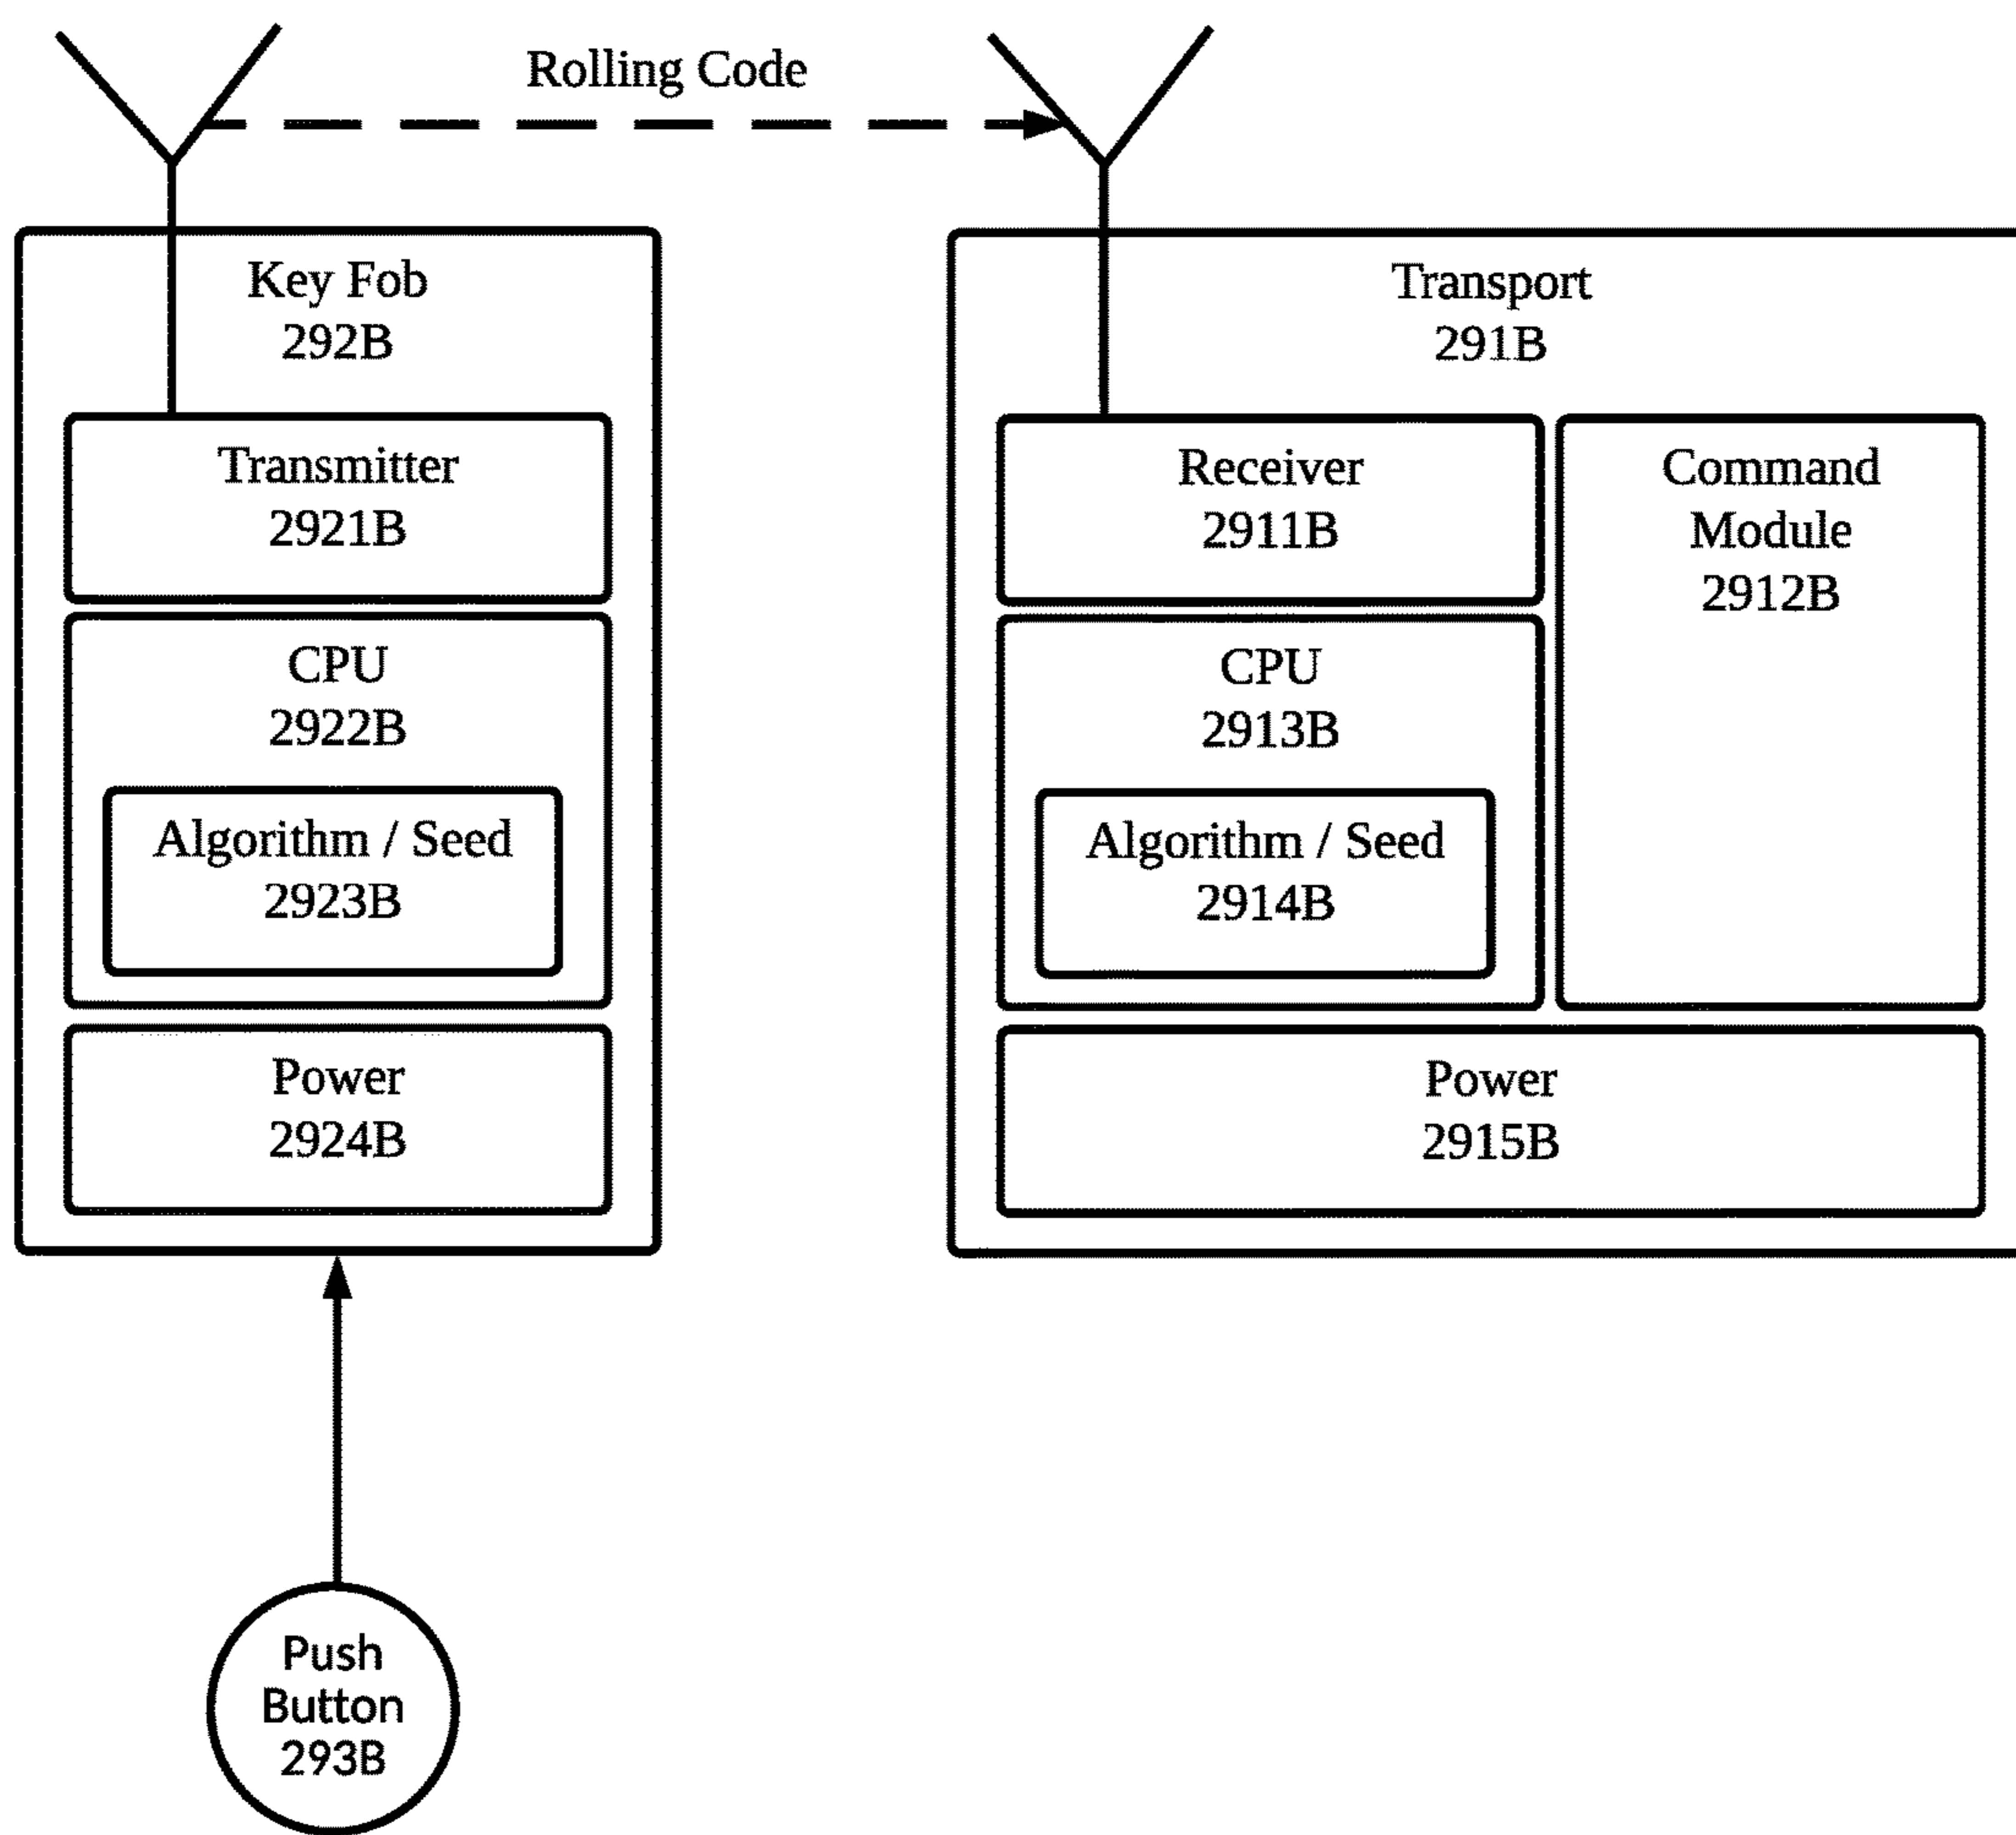 Rolling Code
Key Fob
292B
Transmitter
2921B
CPU
2922B
Algorithm / Seed
2923B
Power
2924B
Push
Button
293B
Transport
291B
Receiver
2911B
Command
Module
2912B
CPU
2913B
Algorithm / Seed
2914B
Power
2915B